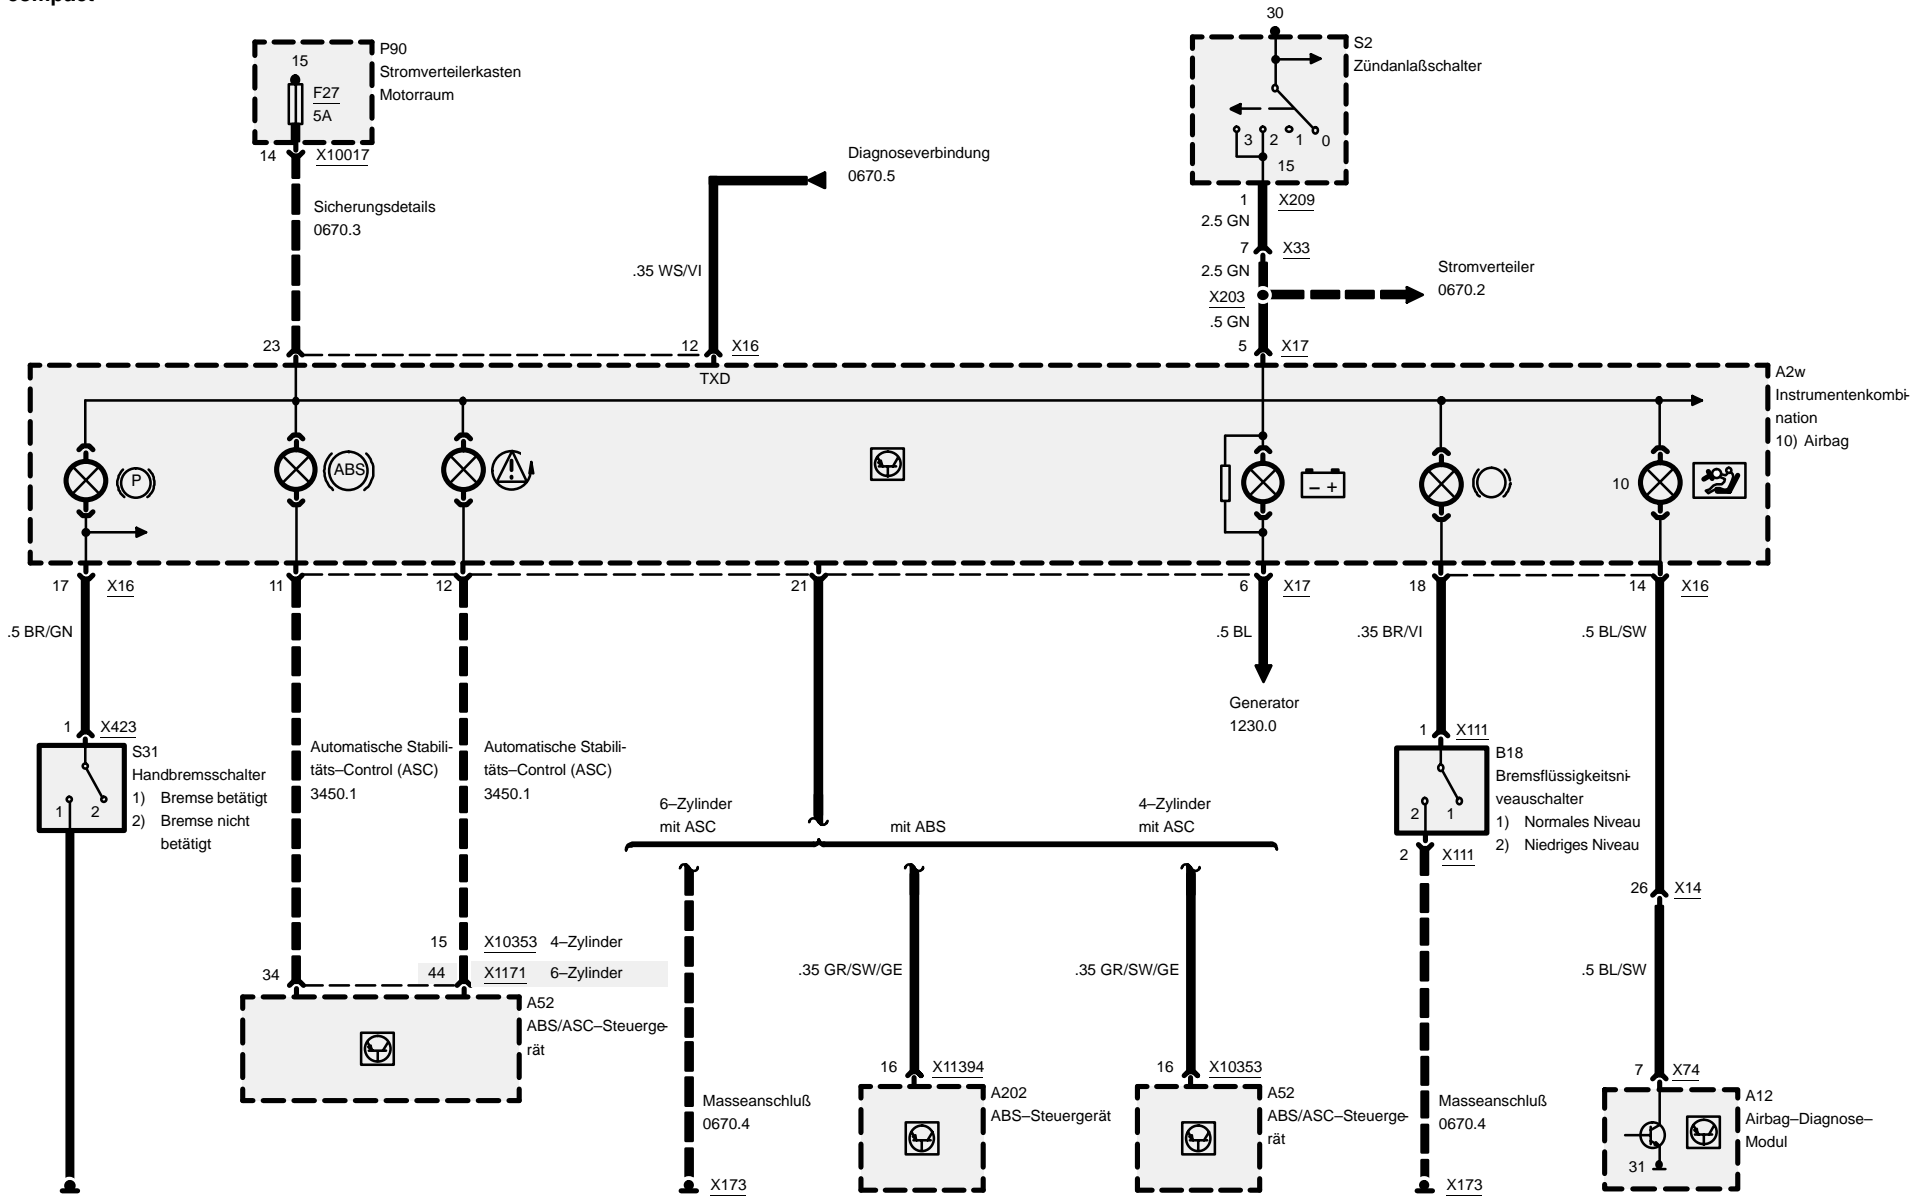 30
P90
Stromverteilerkasten
Motorraum
15
F27
5A
14 X10017
S2
Zündanlaßschalter
3 2 1 0
15
Sicherungsdetails
0670.3
Diagnoseverbindung
0670.5
1 X209
2.5 GN
7 X33
2.5 GN
X203
.5 GN
Stromverteiler
0670.2
.35 WS/VI
23
12 X16
5 X17
TXD
A2w
Instrumentenkombi-
nation
10) Airbag
P
ABS
!
– +
10
17 X16
11
12
21
6 X17
18
14 X16
.5 BR/GN
.5 BL
.35 BR/VI
.5 BL/SW
Generator
1230.0
1 X423
S31
Handbremsschalter
1) Bremse betätigt
2) Bremse nicht
betätigt
1 2
Automatische Stabili-
täts–Control (ASC)
3450.1
Automatische Stabili-
täts–Control (ASC)
3450.1
6–Zylinder
mit ASC
mit ABS
4–Zylinder
mit ASC
1 X111
B18
Bremsflüssigkeitsni-
veauschalter
1) Normales Niveau
2) Niedriges Niveau
2 1
2 X111
26 X14
15 X10353 4–Zylinder
34
44 X1171 6–Zylinder
A52
ABS/ASC–Steuerge-
rät
.35 GR/SW/GE
.35 GR/SW/GE
.5 BL/SW
16 X11394
A202
ABS–Steuergerät
16 X10353
A52
ABS/ASC–Steuerge-
rät
Masseanschluß
0670.4
X173
Masseanschluß
0670.4
X173
7 X74
A12
Airbag–Diagnose–
Modul
31